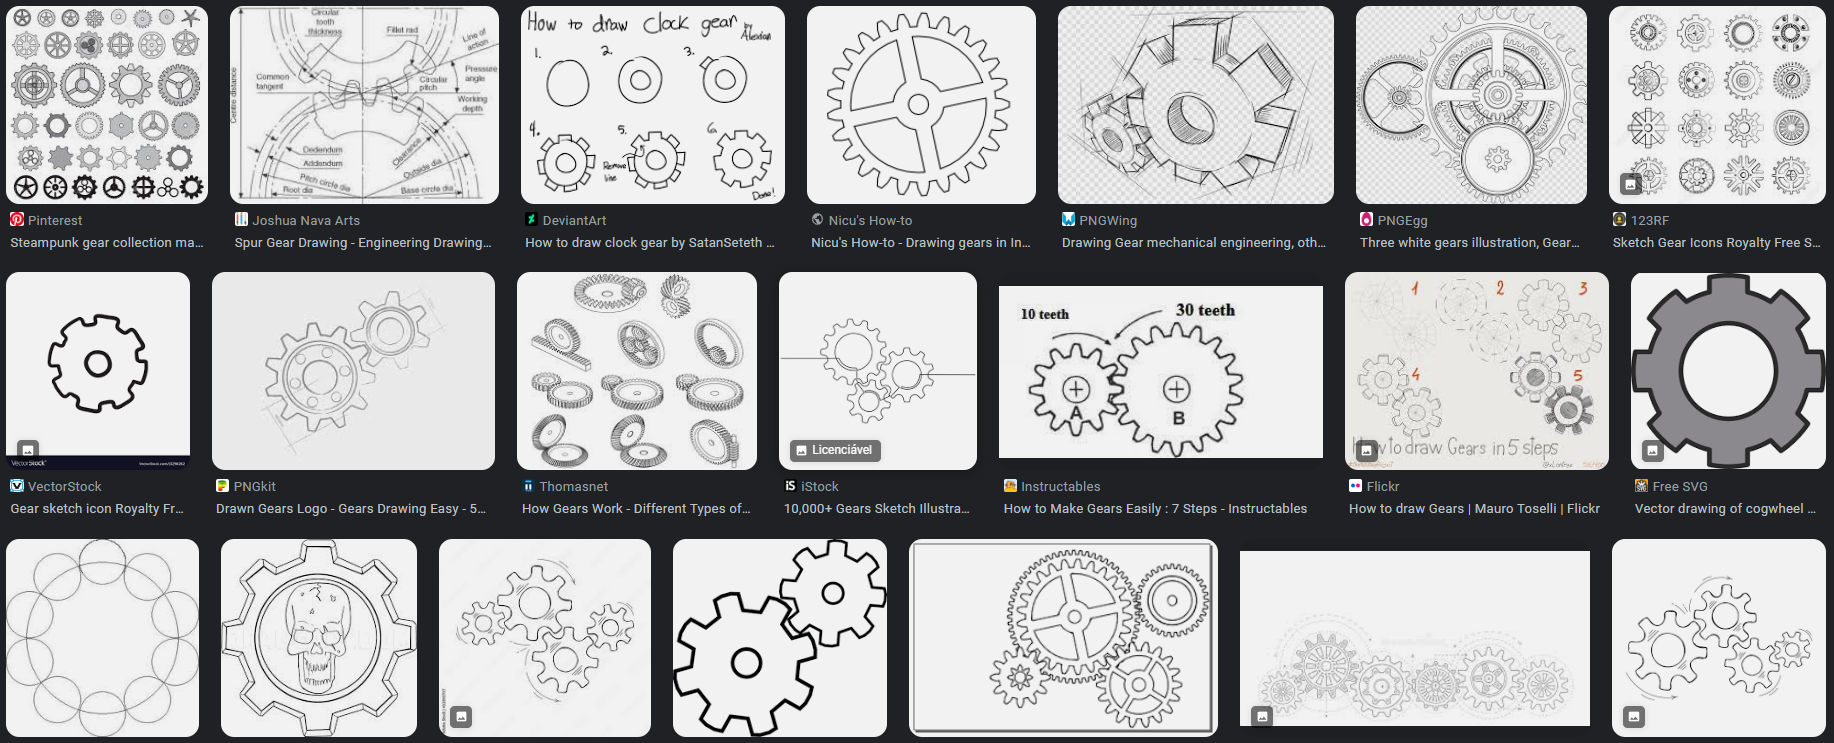 Circular
tooth
thickness
Fillet rad
Line of
action
Pressure
angle
Common
tangent
Circular
pitch
Working
depth
Centre distance
Dedendum
Addendum
Clearance
Outside dia
Pitch circle dia
Root dia
Base circle dia
How to draw Clock gear by
1.
2.
3.
4.
5.
6.
Remove
line
Done!
Pinterest
Steampunk gear collection ma...
Joshua Nava Arts
Spur Gear Drawing - Engineering Drawing...
DeviantArt
How to draw clock gear by SatanSeteth ...
Nicu's How-to
Nicu's How-to - Drawing gears in In...
PNGWing
Drawing Gear mechanical engineering, oth...
PNGEgg
Three white gears illustration, Gear...
123RF
Sketch Gear Icons Royalty Free S...
VectorStock
Licenciável
10 teeth
30 teeth
A
B
1
2
3
4
5
How to draw Gears in 5 steps
VectorStock
Gear sketch icon Royalty Fr...
PNGkit
Drawn Gears Logo - Gears Drawing Easy - 5...
Thomasnet
How Gears Work - Different Types of...
iS
iStock
10,000+ Gears Sketch Illustra...
Instructables
How to Make Gears Easily : 7 Steps - Instructables
Flickr
How to draw Gears | Mauro Toselli | Flickr
Free SVG
Vector drawing of cogwheel ...